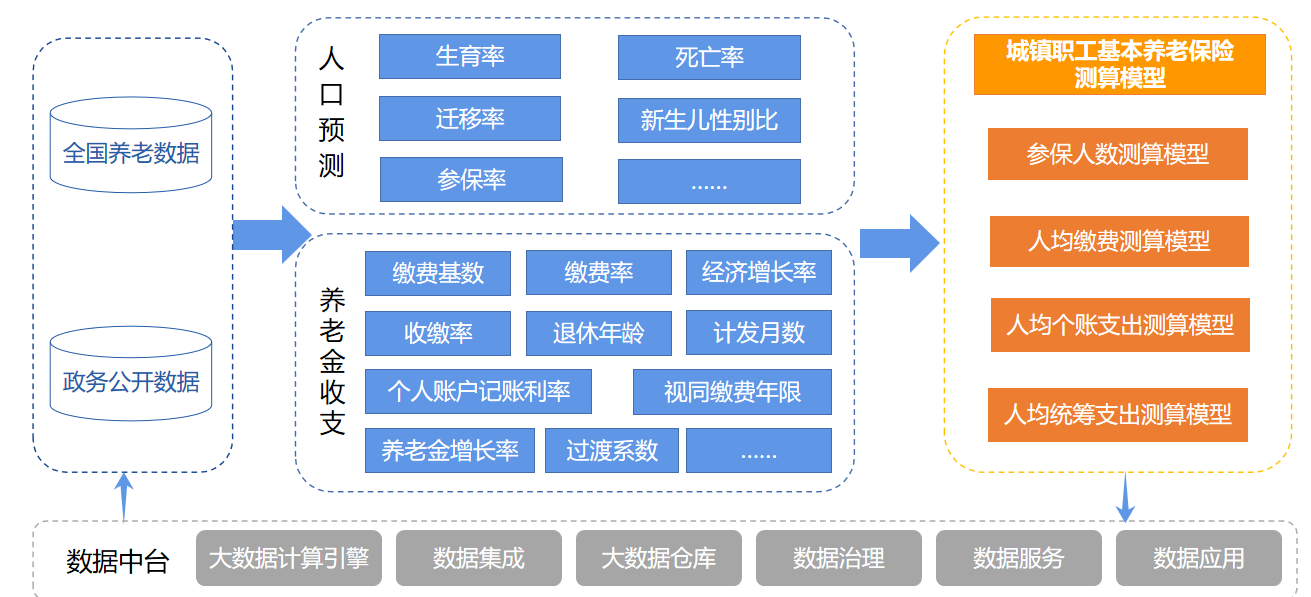 全国养老数据
政务公开数据
人口预测
生育率
死亡率
迁移率
新生儿性别比
参保率
......
养老金收支
缴费基数
缴费率
经济增长率
收缴率
退休年龄
计发月数
个人账户记账利率
视同缴费年限
养老金增长率
过渡系数
......
城镇职工基本养老保险
测算模型
参保人数测算模型
人均缴费测算模型
人均个账支出测算模型
人均统筹支出测算模型
数据中台
大数据计算引擎
数据集成
大数据仓库
数据治理
数据服务
数据应用